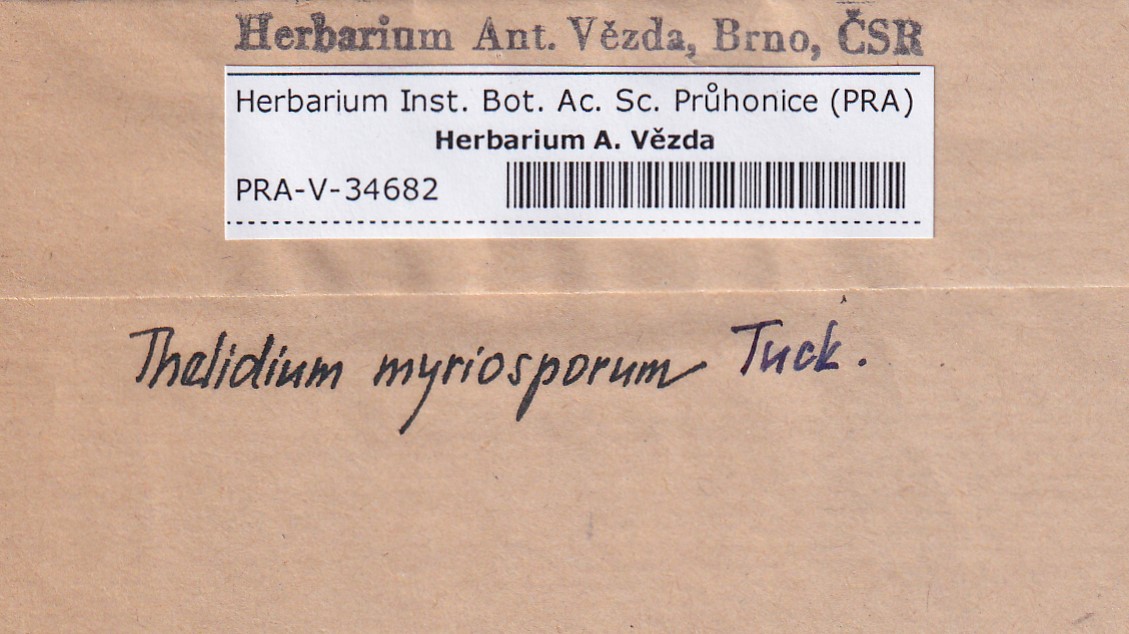 Herbarium Ant. Vězda, Brno, ČSR
Herbarium Inst. Bot. Ac. Sc. Průhonice (PRA)
Herbarium A. Vězda
PRA-V-34682
Thelidium myriosporum Tuck.